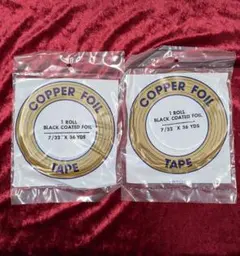 COPPER FOIL
1 ROLL
BLACK COATED FOIL
7/32" X 36 YDS
TAPE
COPPER FOIL
1 ROLL
BLACK COATED FOIL
7/32" X 36 YDS
TAPE